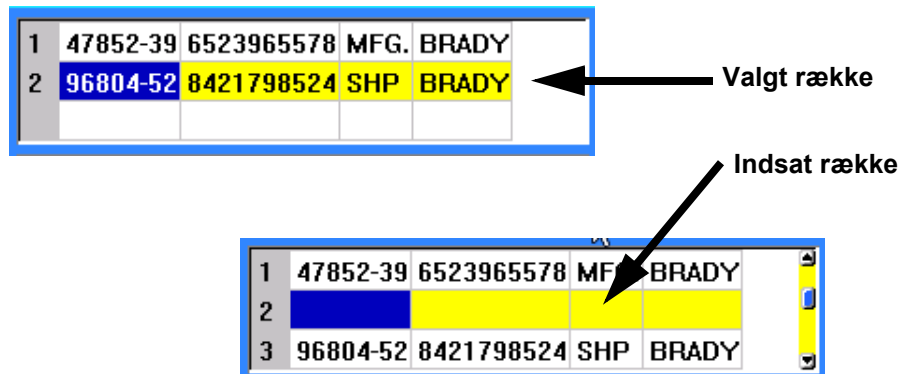 1 47852-39 6523965578 MFG. BRADY
2 96804-52 8421798524 SHP BRADY
Valgt række
Indsat række
1 47852-39 6523965578 BRADY
2
3 96804-52 8421798524 SHP BRADY